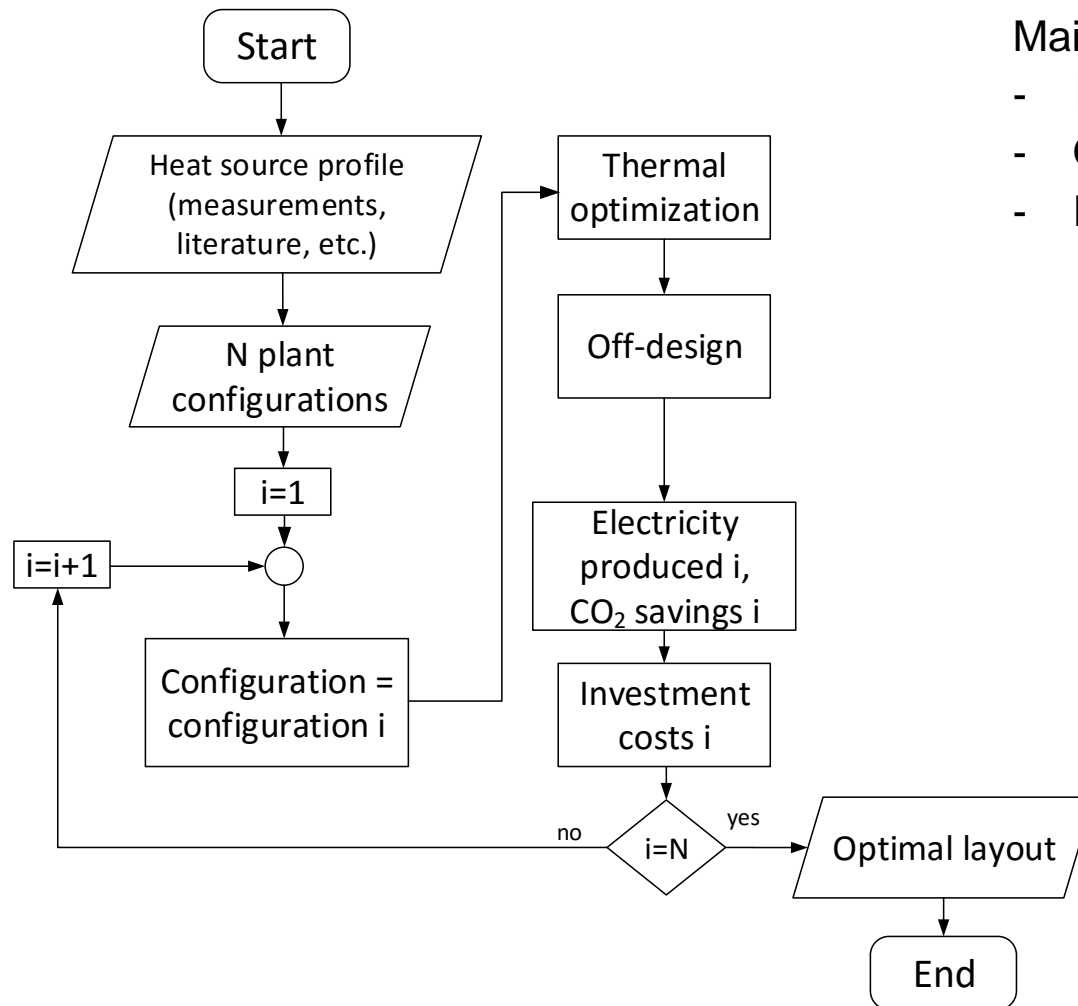 Start
Heat source profile
(measurements,
literature, etc.)
N plant
configurations
i=1
i=i+1
Configuration =
configuration i
Thermal
optimization
Off-design
Electricity
produced i,
CO₂ savings i
Investment
costs i
i=N
no
yes
Optimal layout
End
-
-
-